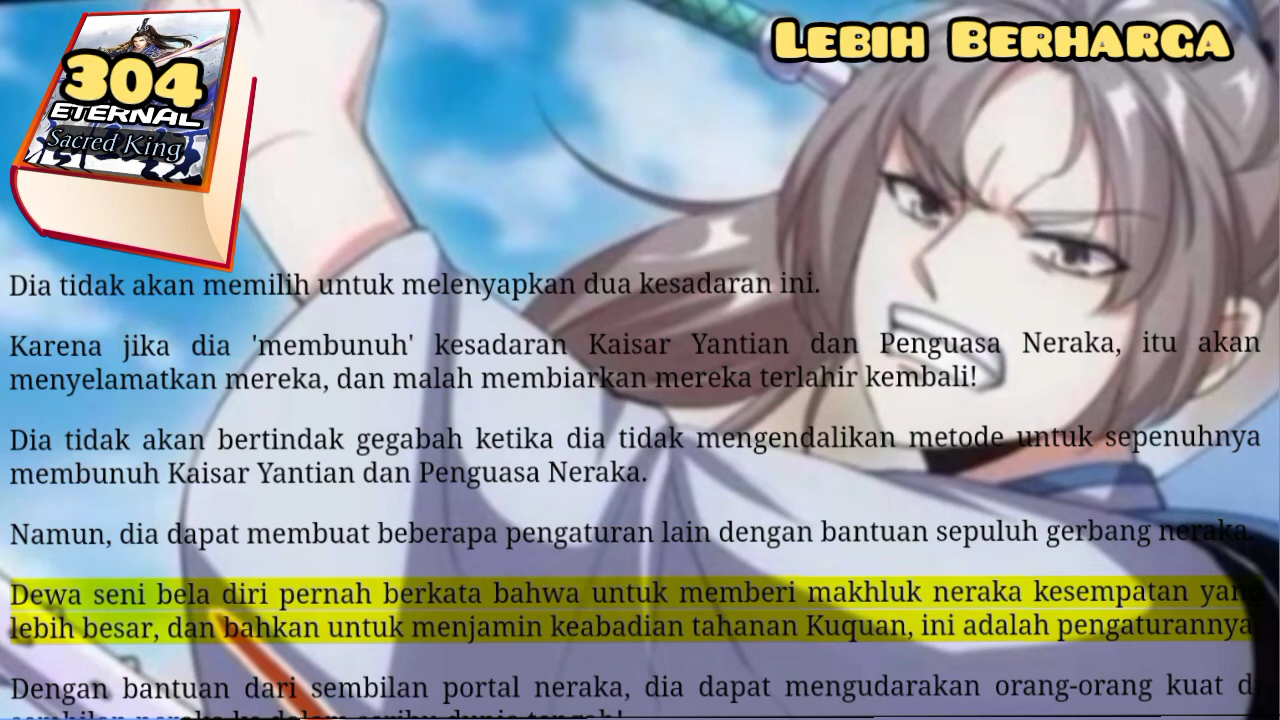 304
ETERNAL
Sacred King
LEBIH BERHARGA
Dia tidak akan memilih untuk melenyapkan dua kesadaran ini.
Karena jika dia 'membunuh' kesadaran Kaisar Yantian dan Penguasa Neraka, itu akan
menyelamatkan mereka, dan malah membiarkan mereka terlahir kembali!
Dia tidak akan bertindak gegabah ketika dia tidak mengendalikan metode untuk sepenuhnya
membunuh Kaisar Yantian dan Penguasa Neraka.
Namun, dia dapat membuat beberapa pengaturan lain dengan bantuan sepuluh gerbang neraka.
Dewa seni bela diri pernah berkata bahwa untuk memberi makhluk neraka kesempatan yang
lebih besar, dan bahkan untuk menjamin keabadian tahanan Kuquan, ini adalah pengaturannya
Dengan bantuan dari sembilan portal neraka, dia dapat mengudarakan orang-orang kuat d